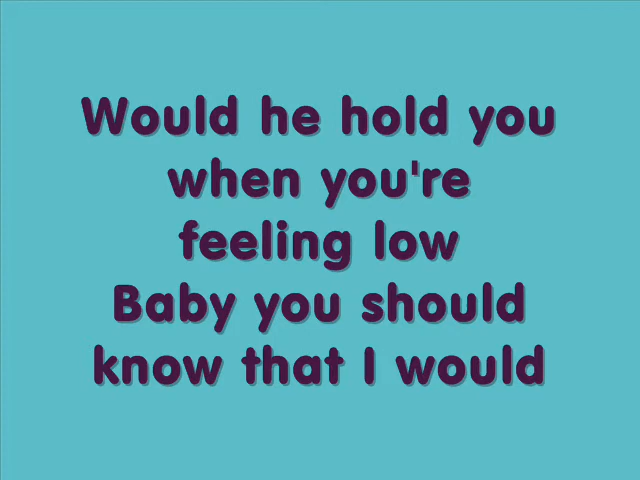 Would he hold you
when you're
feeling low
Baby you should
know that I would